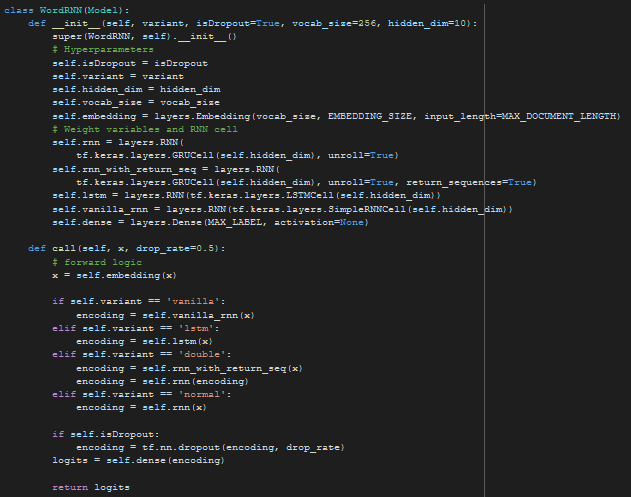 class WordRNN(Model):
    def __init__(self, variant, isDropout=True, vocab_size=256, hidden_dim=10):
        super(WordRNN, self).__init__()
        # Hyperparameters
        self.isDropout = isDropout
        self.variant = variant
        self.hidden_dim = hidden_dim
        self.vocab_size = vocab_size
        self.embedding = layers.Embedding(vocab_size, EMBEDDING_SIZE, input_length=MAX_DOCUMENT_LENGTH)
        # Weight variables and RNN cell
        self.rnn = layers.RNN(
            tf.keras.layers.GRUCell(self.hidden_dim), unroll=True)
        self.rnn_with_return_seq = layers.RNN(
            tf.keras.layers.GRUCell(self.hidden_dim), unroll=True, return_sequences=True)
        self.lstm = layers.RNN(tf.keras.layers.LSTMCell(self.hidden_dim))
        self.vanilla_rnn = layers.RNN(tf.keras.layers.SimpleRNNCell(self.hidden_dim))
        self.dense = layers.Dense(MAX_LABEL, activation=None)

    def call(self, x, drop_rate=0.5):
        # forward logic
        x = self.embedding(x)

        if self.variant == 'vanilla':
            encoding = self.vanilla_rnn(x)
        elif self.variant == 'lstm':
            encoding = self.lstm(x)
        elif self.variant == 'double':
            encoding = self.rnn_with_return_seq(x)
            encoding = self.rnn(encoding)
        elif self.variant == 'normal':
            encoding = self.rnn(x)

        if self.isDropout:
            encoding = tf.nn.dropout(encoding, drop_rate)
        logits = self.dense(encoding)

        return logits